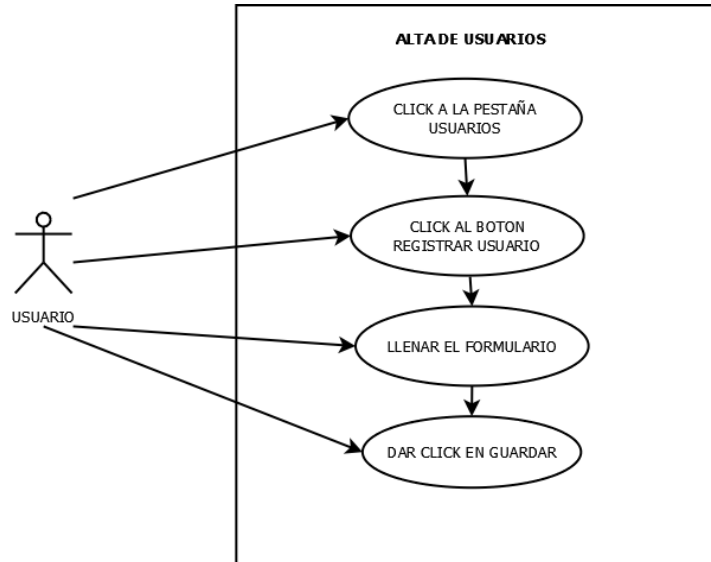 ALTA DE USUARIOS
CLICK A LA PESTAÑA
USUARIOS
CLICK AL BOTON
REGISTRAR USUARIO
USUARIO
LLENAR EL FORMULARIO
DAR CLICK EN GUARDAR